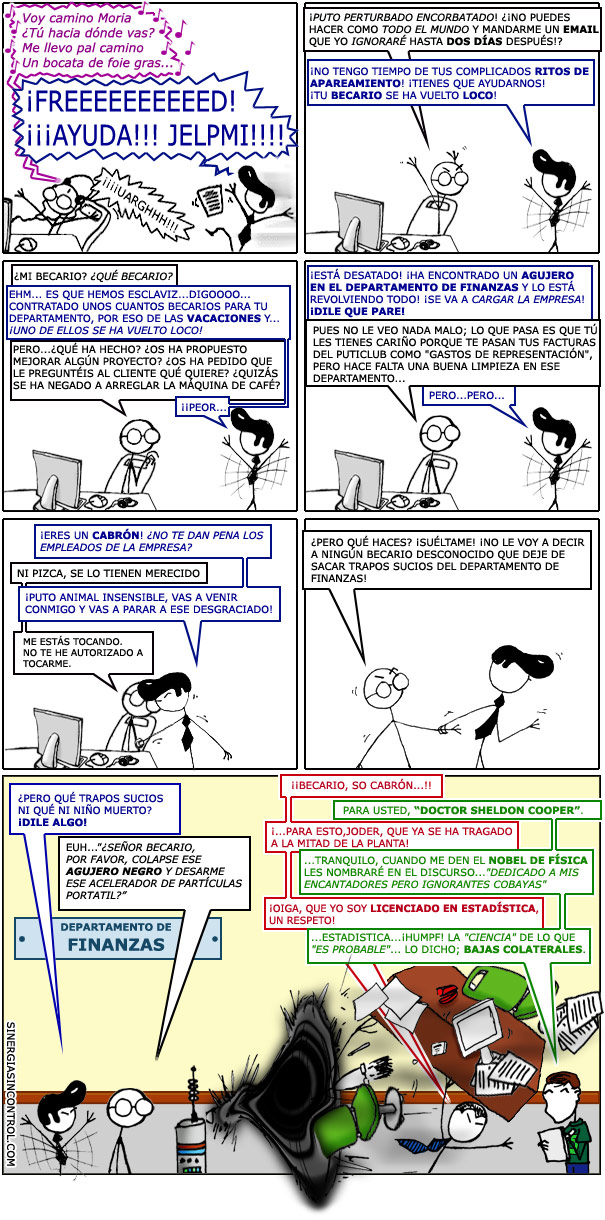 Voy camino Moria
¿Tú hacia dónde vas?
Me llevo pal camino
Un bocata de foie gras...
¡FREEEEEEEEEEED!
¡¡¡AYUDA!!! JELPMI!!!!
¡¡¡¡UARGHHH!!!
¡PUTO PERTURBADO ENCORBATADO! ¿¡NO PUEDES
HACER COMO TODO EL MUNDO Y MANDARME UN EMAIL
QUE YO IGNORARÉ HASTA DOS DÍAS DESPUÉS!?
¡NO TENGO TIEMPO DE TUS COMPLICADOS RITOS DE
APAREAMIENTO! ¡TIENES QUE AYUDARNOS!
¡TU BECARIO SE HA VUELTO LOCO!
¿MI BECARIO? ¿QUÉ BECARIO?
EHM... ES QUE HEMOS ESCLAVIZ...DIGOOOO...
CONTRATADO UNOS CUANTOS BECARIOS PARA TU
DEPARTAMENTO, POR ESO DE LAS VACACIONES Y...
¡UNO DE ELLOS SE HA VUELTO LOCO!
PERO...¿QUÉ HA HECHO? ¿OS HA PROPUESTO
MEJORAR ALGÚN PROYECTO? ¿OS HA PEDIDO QUE
LE PREGUNTÉIS AL CLIENTE QUÉ QUIERE? ¿QUIZÁS
SE HA NEGADO A ARREGLAR LA MÁQUINA DE CAFÉ?
¡¡PEOR...
¡ESTÁ DESATADO! ¡HA ENCONTRADO UN AGUJERO
EN EL DEPARTAMENTO DE FINANZAS Y LO ESTÁ
REVOLVIENDO TODO! ¡SE VA A CARGAR LA EMPRESA!
¡DILE QUE PARE!
PUES NO LE VEO NADA MALO; LO QUE PASA ES QUE TÚ
LES TIENES CARIÑO PORQUE TE PASAN TUS FACTURAS
DEL PUTICLUB COMO "GASTOS DE REPRESENTACIÓN",
PERO HACE FALTA UNA BUENA LIMPIEZA EN ESE
DEPARTAMENTO...
PERO...PERO...
¡ERES UN CABRÓN! ¿NO TE DAN PENA LOS
EMPLEADOS DE LA EMPRESA?
NI PIZCA, SE LO TIENEN MERECIDO
¡PUTO ANIMAL INSENSIBLE, VAS A VENIR
CONMIGO Y VAS A PARAR A ESE DESGRACIADO!
ME ESTÁS TOCANDO.
NO TE HE AUTORIZADO A
TOCARME.
¿PERO QUÉ HACES? ¡SUÉLTAME! ¡NO LE VOY A DECIR
A NINGÚN BECARIO DESCONOCIDO QUE DEJE DE
SACAR TRAPOS SUCIOS DEL DEPARTAMENTO DE
FINANZAS!
¿PERO QUÉ TRAPOS SUCIOS
NI QUÉ NI NIÑO MUERTO?
¡DILE ALGO!
EUH..."¿SEÑOR BECARIO,
POR FAVOR, COLAPSE ESE
AGUJERO NEGRO Y DESARME
ESE ACELERADOR DE PARTÍCULAS
PORTATIL?"
¡¡BECARIO, SO CABRÓN...!!
PARA USTED, "DOCTOR SHELDON COOPER".
¡...PARA ESTO,JODER, QUE YA SE HA TRAGADO
A LA MITAD DE LA PLANTA!
...TRANQUILO, CUANDO ME DEN EL NOBEL DE FÍSICA
LES NOMBRARÉ EN EL DISCURSO..."DEDICADO A MIS
ENCANTADORES PERO IGNORANTES COBAYAS"
¡OIGA, QUE YO SOY LICENCIADO EN ESTADÍSTICA,
UN RESPETO!
...ESTADISTICA...¡HUMPF! LA "CIENCIA" DE LO QUE
"ES PROBABLE"... LO DICHO; BAJAS COLATERALES.
DEPARTAMENTO DE
FINANZAS
SINERGIASINCONTROL.COM